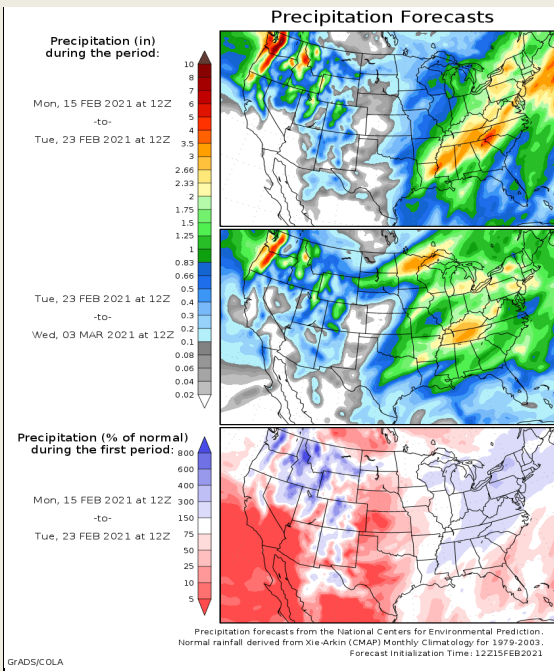 Precipitation Forecasts
Precipitation (in)
during the period:
Mon, 15 FEB 2021 at 12Z
-to-
Tue, 23 FEB 2021 at 12Z
10
8
7
6
5
4
3.5
3
2.66
2.33
2
1.75
1.5
1.25
1
0.83
0.66
0.5
0.4
0.3
0.2
0.1
0.08
0.06
0.04
0.02
Tue, 23 FEB 2021 at 12Z
-to-
Wed, 03 MAR 2021 at 12Z
Precipitation (% of normal)
during the first period:
Mon, 15 FEB 2021 at 12Z
-to-
Tue, 23 FEB 2021 at 12Z
800
600
400
300
150
75
50
25
10
5
Precipitation forecasts from the National Centers for Environmental Prediction.
Normal rainfall derived from Xie-Arkin (CMAP) Monthly Climatology for 1979-2003.
Forecast Initialization Time: 12Z15FEB2021
GrADS/COLA